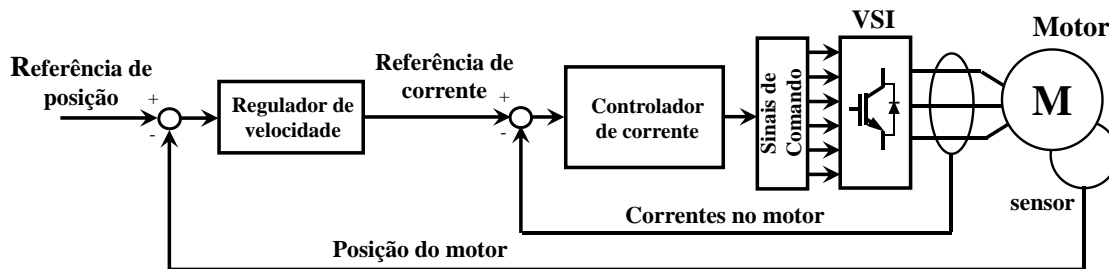 VSI
Motor
Referência de
posição
+
-
Regulador de
velocidade
Referência de
corrente
+
-
Controlador
de corrente
Sinais de
Comando
M
sensor
Correntes no motor
Posição do motor